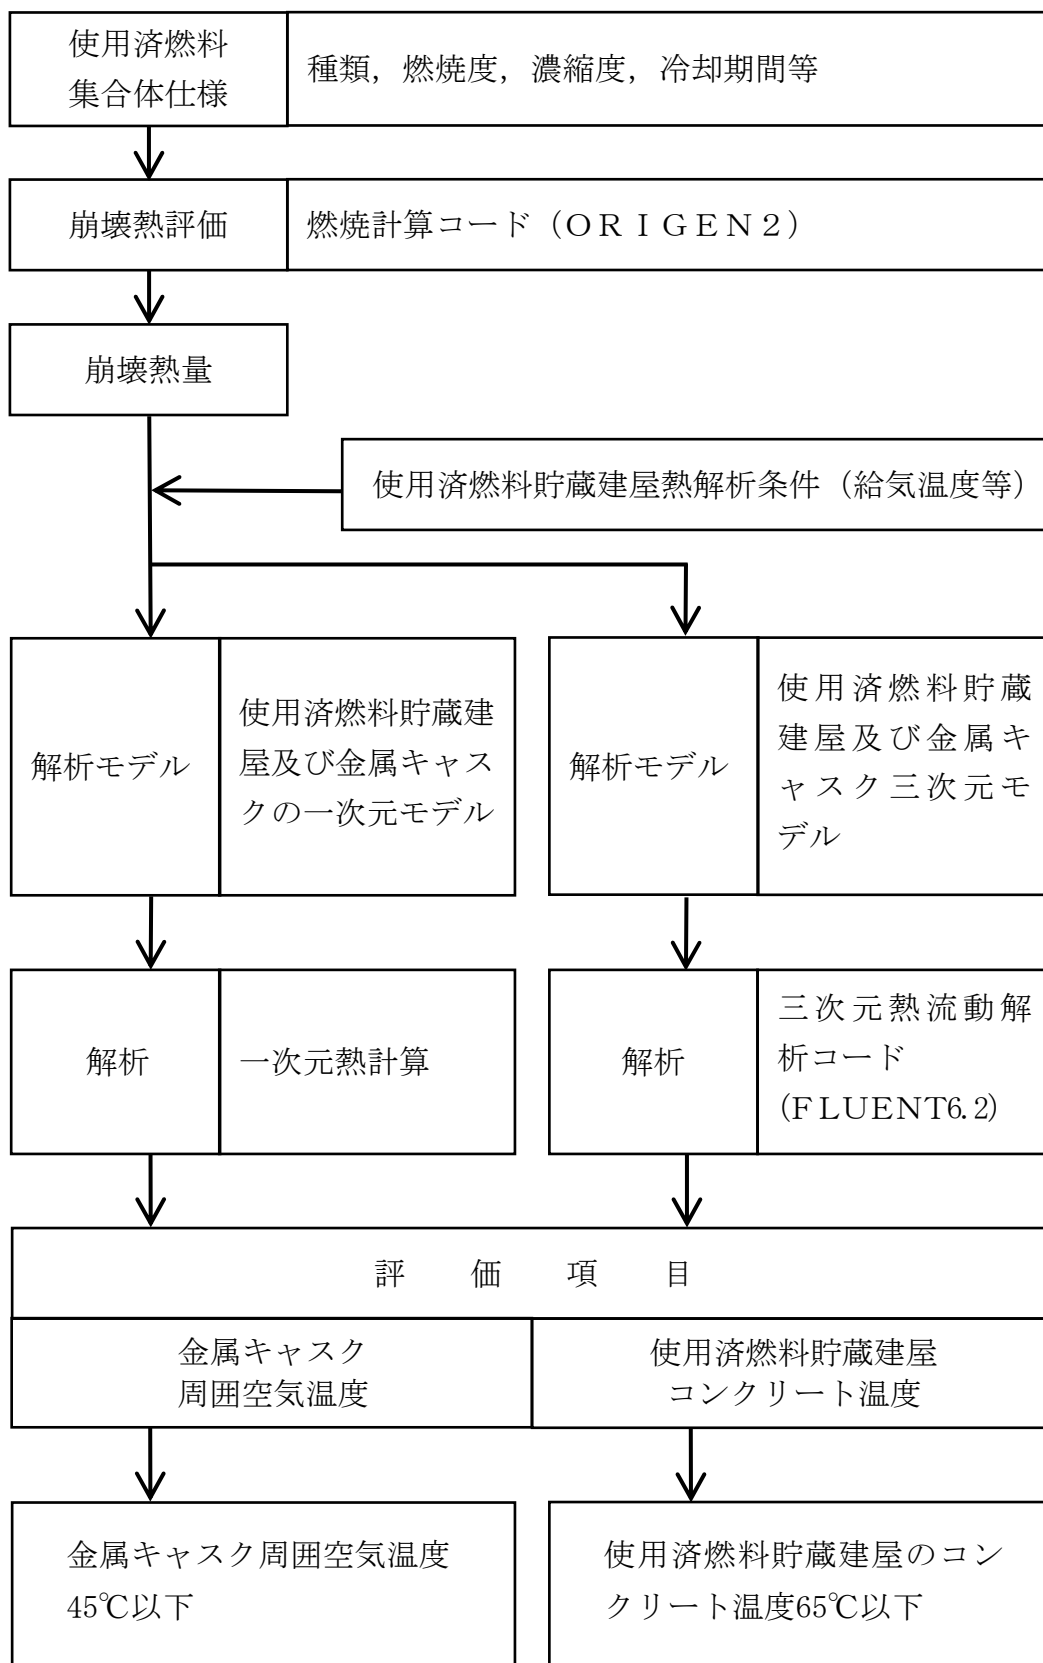 使用済燃料
集合体仕様
種類，燃焼度，濃縮度，冷却期間等
崩壊熱評価
燃焼計算コード（ＯＲＩＧＥＮ２）
崩壊熱量
使用済燃料貯蔵建屋熱解析条件（給気温度等）
解析モデル
使用済燃料貯蔵建
屋及び金属キャス
クの一次元モデル
解析モデル
使用済燃料貯蔵
建屋及び金属キ
ャスク三次元モ
デル
解析
一次元熱計算
解析
三次元熱流動解
析コード
(ＦＬＵＥＮＴ6.2)
評　価　項　目
金属キャスク
周囲空気温度
使用済燃料貯蔵建屋
コンクリート温度
金属キャスク周囲空気温度
45℃以下
使用済燃料貯蔵建屋のコン
クリート温度65℃以下